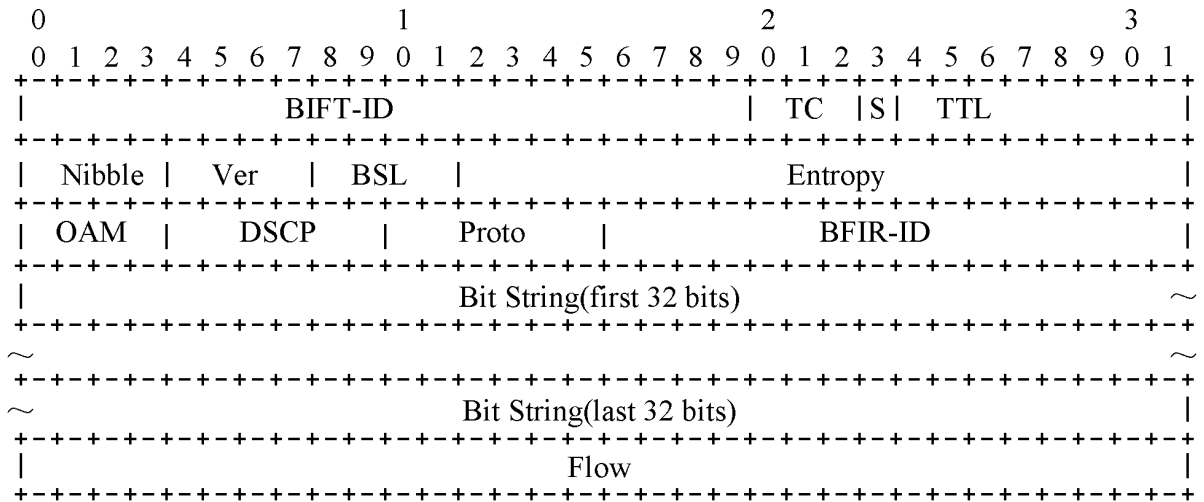 0 1 2 3
0 1 2 3 4 5 6 7 8 9 0 1 2 3 4 5 6 7 8 9 0 1 2 3 4 5 6 7 8 9 0 1
+-+-+-+-+-+-+-+-+-+-+-+-+-+-+-+-+-+-+-+-+-+-+-+-+-+-+-+-+-+-+-+-+
| BIFT-ID | TC |S| TTL |
+-+-+-+-+-+-+-+-+-+-+-+-+-+-+-+-+-+-+-+-+-+-+-+-+-+-+-+-+-+-+-+-+
| Nibble | Ver | BSL | Entropy |
+-+-+-+-+-+-+-+-+-+-+-+-+-+-+-+-+-+-+-+-+-+-+-+-+-+-+-+-+-+-+-+-+
| OAM | DSCP | Proto | BFIR-ID |
+-+-+-+-+-+-+-+-+-+-+-+-+-+-+-+-+-+-+-+-+-+-+-+-+-+-+-+-+-+-+-+-+
| Bit String(first 32 bits) ~
+-+-+-+-+-+-+-+-+-+-+-+-+-+-+-+-+-+-+-+-+-+-+-+-+-+-+-+-+-+-+-+-+
~ ~
+-+-+-+-+-+-+-+-+-+-+-+-+-+-+-+-+-+-+-+-+-+-+-+-+-+-+-+-+-+-+-+-+
~ Bit String(last 32 bits) |
+-+-+-+-+-+-+-+-+-+-+-+-+-+-+-+-+-+-+-+-+-+-+-+-+-+-+-+-+-+-+-+-+
| Flow |
+-+-+-+-+-+-+-+-+-+-+-+-+-+-+-+-+-+-+-+-+-+-+-+-+-+-+-+-+-+-+-+-+